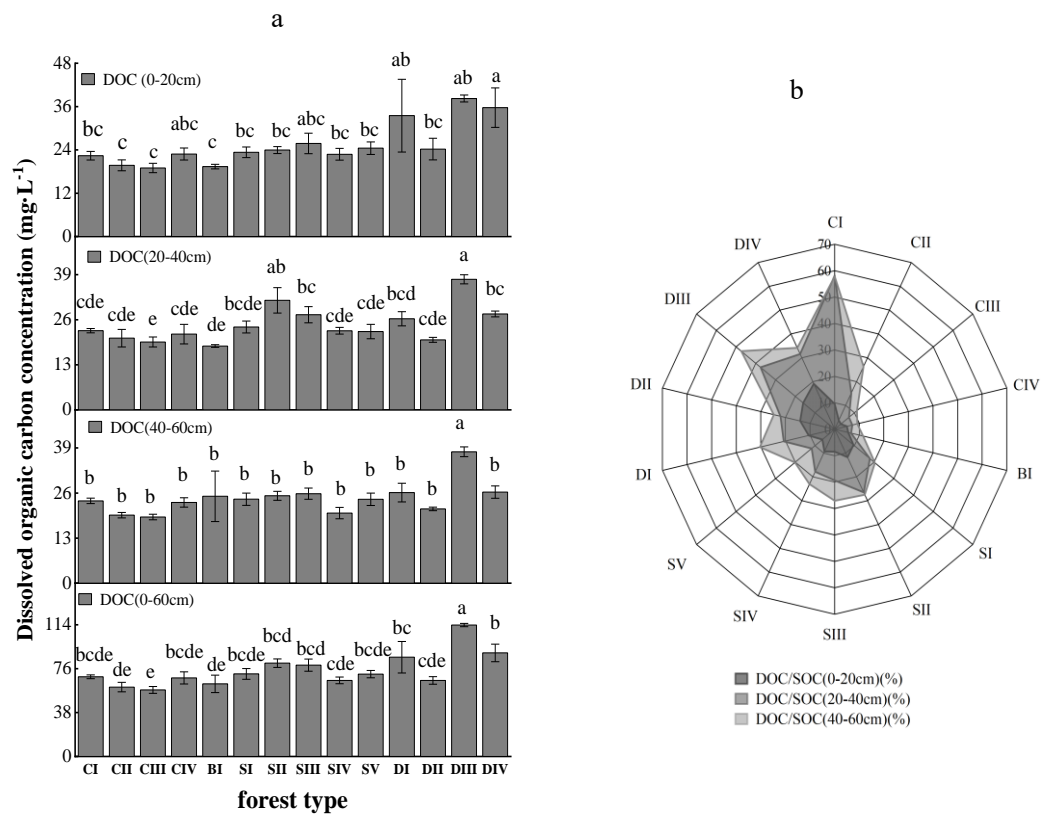 a
Dissolved organic carbon concentration (mg·L⁻¹)
DOC (0-20cm)
48
36
24
12
0
bc c c abc c bc bc abc bc bc ab bc ab a
DOC(20-40cm)
39
26
13
0
cde cde e cde de bcde ab bc cde cde bcd cde a bc
DOC(40-60cm)
39
26
13
0
b b b b b b b b b b b b a b
DOC(0-60cm)
114
76
38
0
bcde de e bcde de bcde bcd bcd cde bcde bc cde a b
CI CII CIII CIV BI SI SII SIII SIV SV DI DII DIII DIV
forest type
b
CI
CII
CIII
CIV
BI
SI
SII
SIII
SIV
SV
DI
DII
DIII
DIV
70
60
50
40
30
20
10
DOC/SOC(0-20cm)(%)
DOC/SOC(20-40cm)(%)
DOC/SOC(40-60cm)(%)